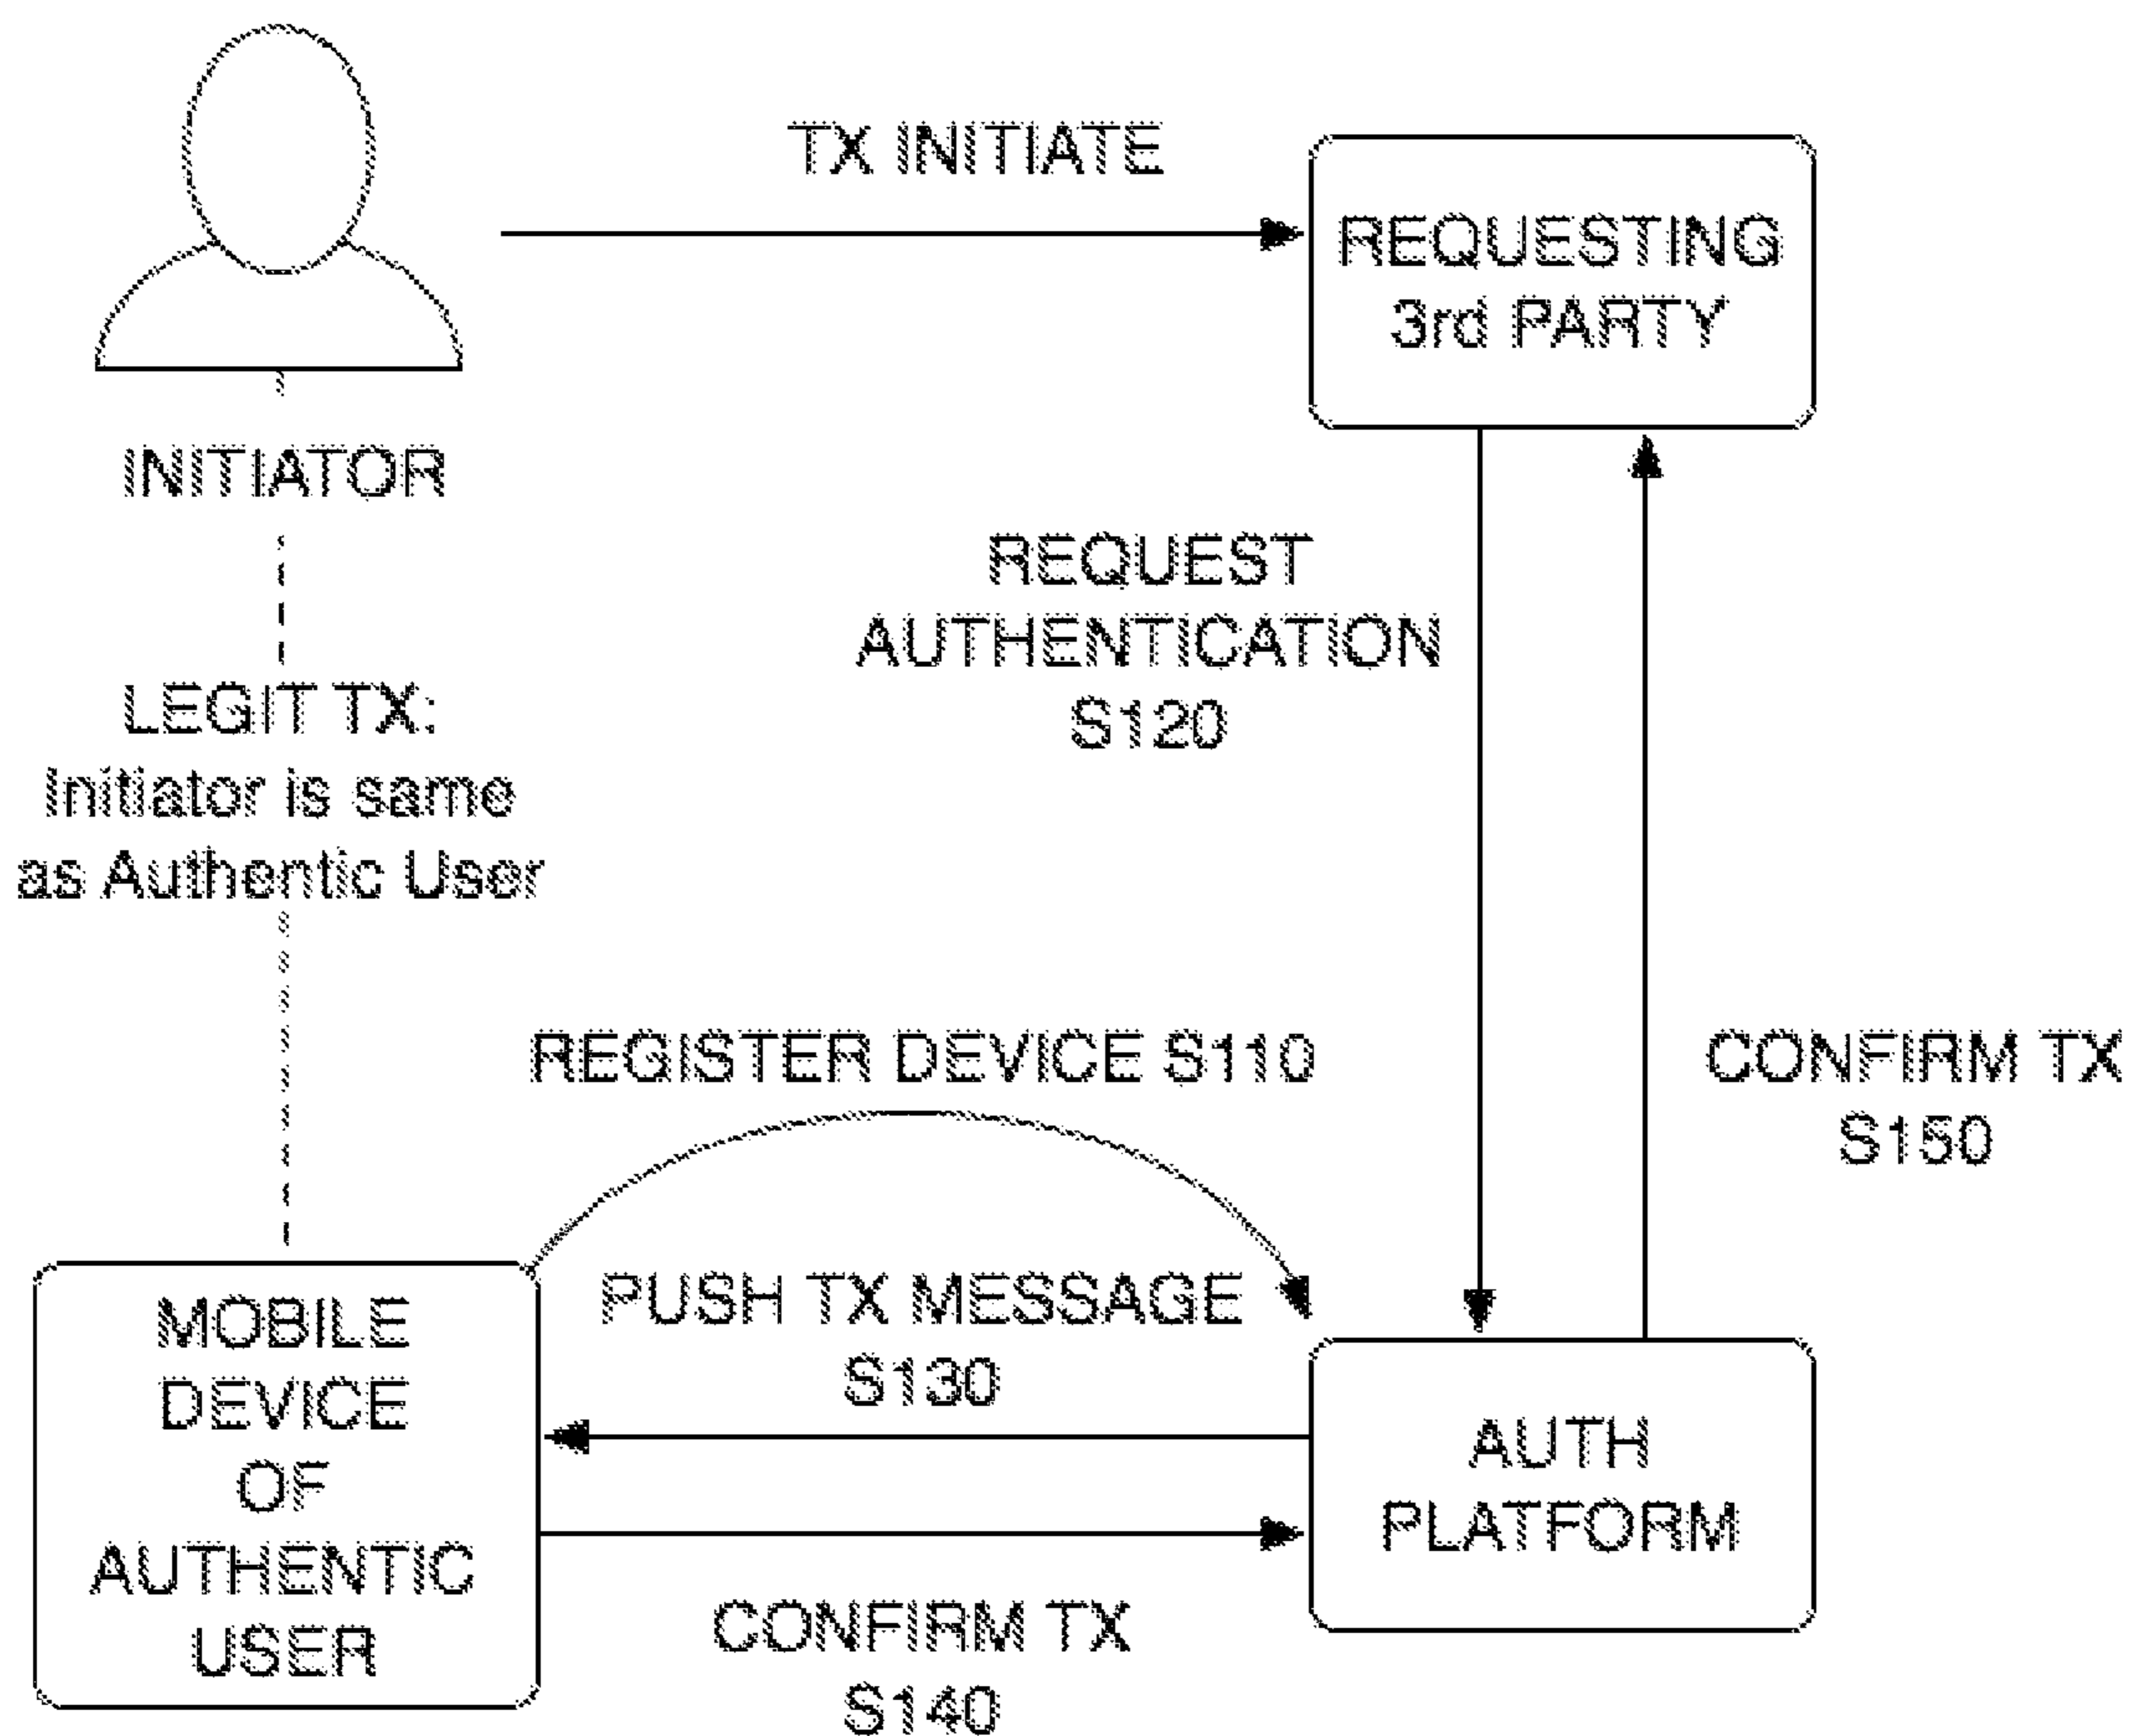 TX INITIATE
REQUESTING
3rd PARTY
INITIATOR
REQUEST
AUTHENTICATION
S120
LEGIT TX:
Initiator is same
as Authentic User
REGISTER DEVICE S110
CONFIRM TX
S150
PUSH TX MESSAGE
S130
MOBILE
DEVICE
OF
AUTHENTIC
USER
AUTH
PLATFORM
CONFIRM TX
S140